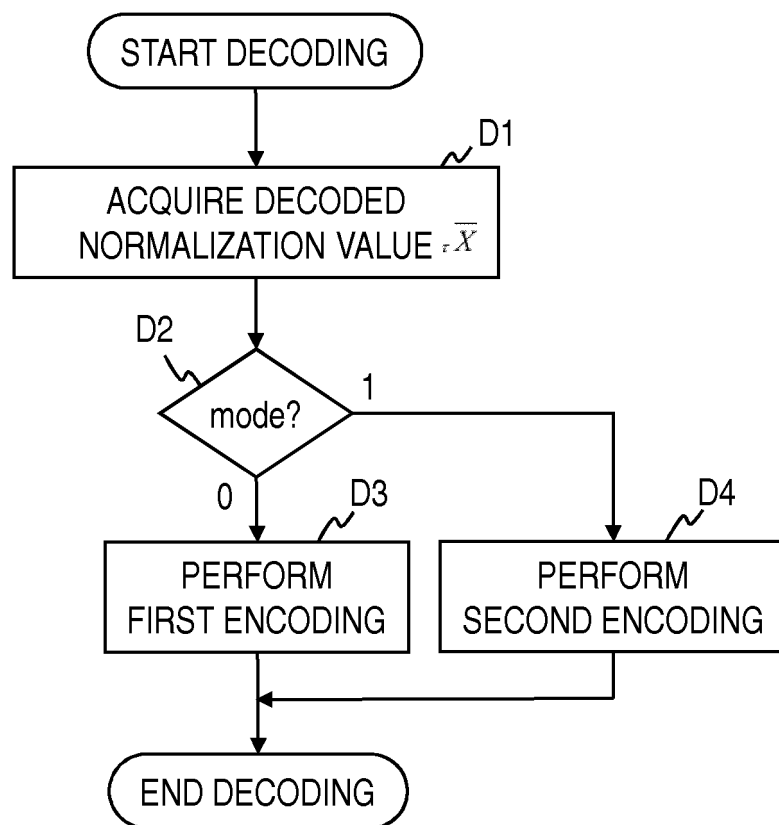 START DECODING
D1
ACQUIRE DECODED
NORMALIZATION VALUE τX̅
D2
mode?
1
0
D3
D4
PERFORM
FIRST ENCODING
PERFORM
SECOND ENCODING
END DECODING